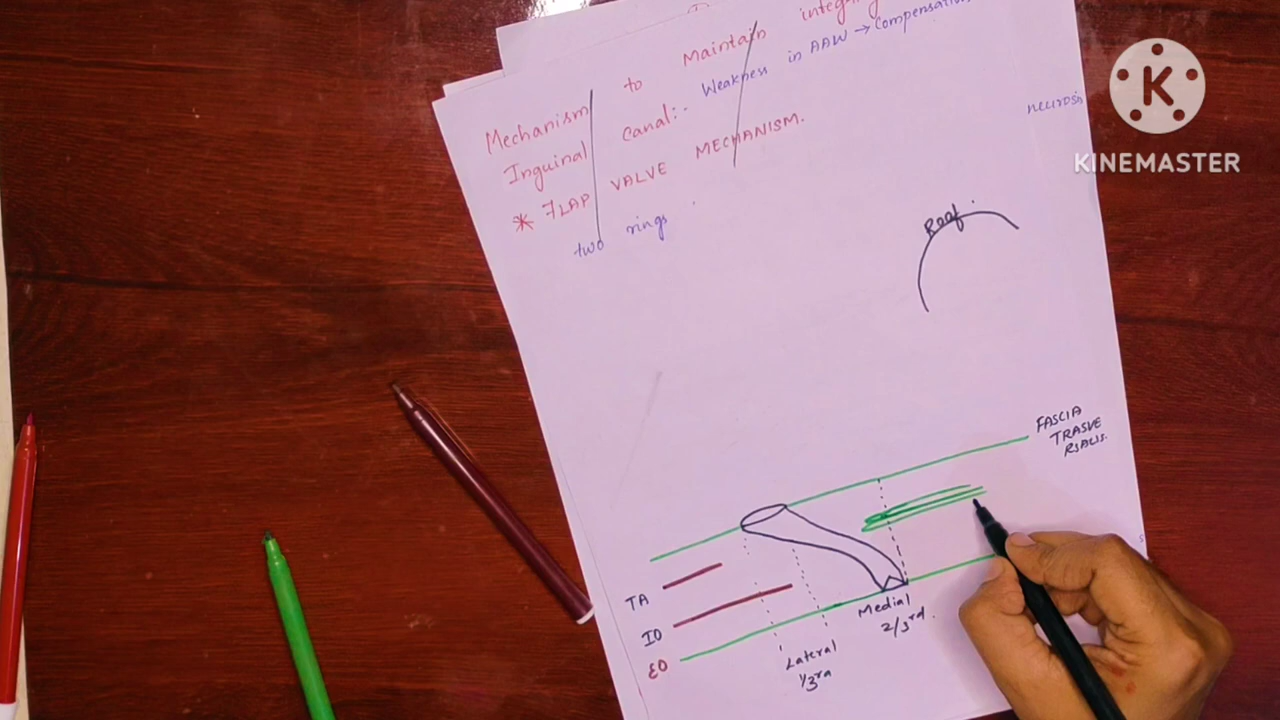 Mechanism to Maintain
Inguinal Canal:- Weakness in AAW → Compensation
* FLAP VALVE MECHANISM.
two rings
neurosis
K
KINEMASTER
Roof.
FASCIA
TRASVE
RSALIS.
TA
IO
EO
Medial
2/3rd.
Lateral
1/3rd